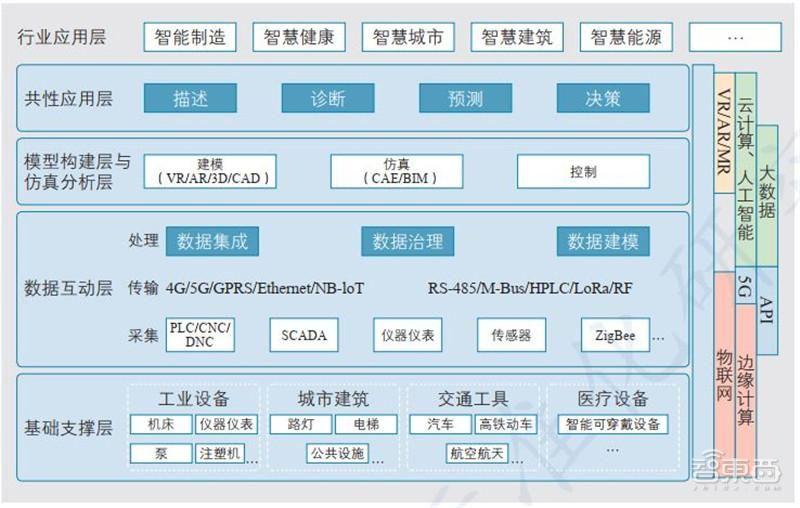 行业应用层
智能制造
智慧健康
智慧城市
智慧建筑
智慧能源
…
共性应用层
描述
诊断
预测
决策
模型构建层与
仿真分析层
建模
（VR/AR/3D/CAD）
仿真
（CAE/BIM）
控制
数据互动层
处理
数据集成
数据治理
数据建模
传输
4G/5G/GPRS/Ethernet/NB-loT
RS-485/M-Bus/HPLC/LoRa/RF
采集
PLC/CNC/
DNC
SCADA
仪器仪表
传感器
ZigBee
…
基础支撑层
工业设备
机床
仪器仪表
泵
注塑机
…
城市建筑
路灯
电梯
公共设施
…
交通工具
汽车
高铁动车
航空航天
…
医疗设备
智能可穿戴设备
…
VR/AR/MR
物联网
云计算、人工智能
5G
边缘计算
大数据
API
智東西